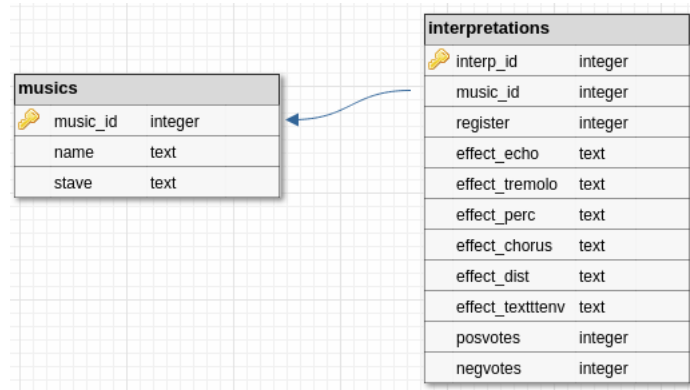 musics
music_id integer
name text
stave text
interpretations
interp_id integer
music_id integer
register integer
effect_echo text
effect_tremolo text
effect_perc text
effect_chorus text
effect_dist text
effect_textttenv text
posvotes integer
negvotes integer